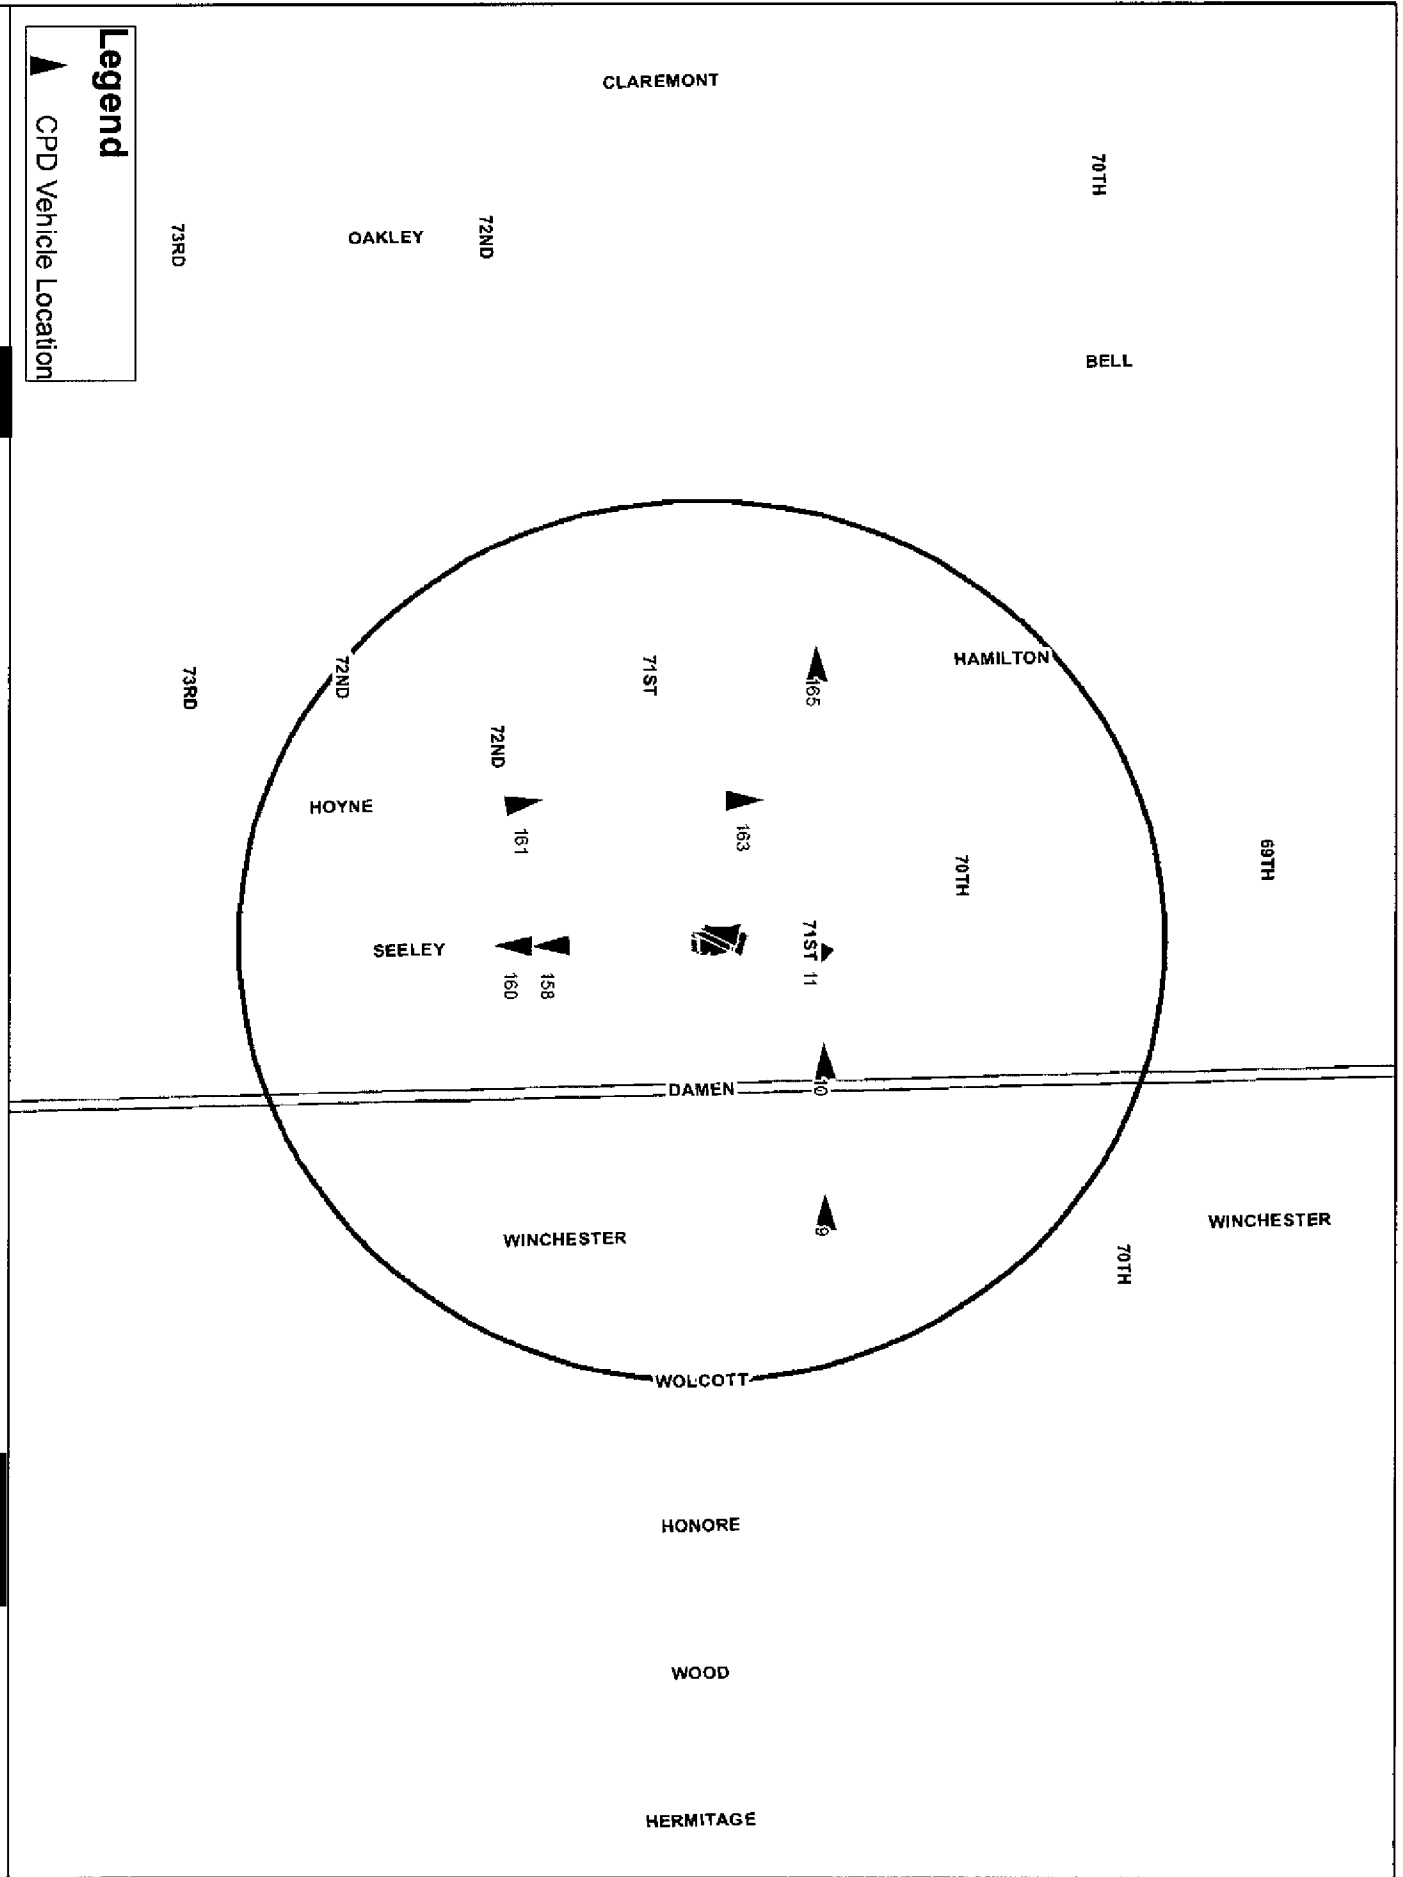 Legend
CPD Vehicle Location
CLAREMONT
70TH
OAKLEY
72ND
73RD
BELL
HAMILTON
165
71ST
72ND
73RD
72ND
HOYNE
161
163
69TH
70TH
SEELEY
160
158
71ST
11
10
DAMEN
9
WINCHESTER
WINCHESTER
70TH
WOLCOTT
HONORE
WOOD
HERMITAGE